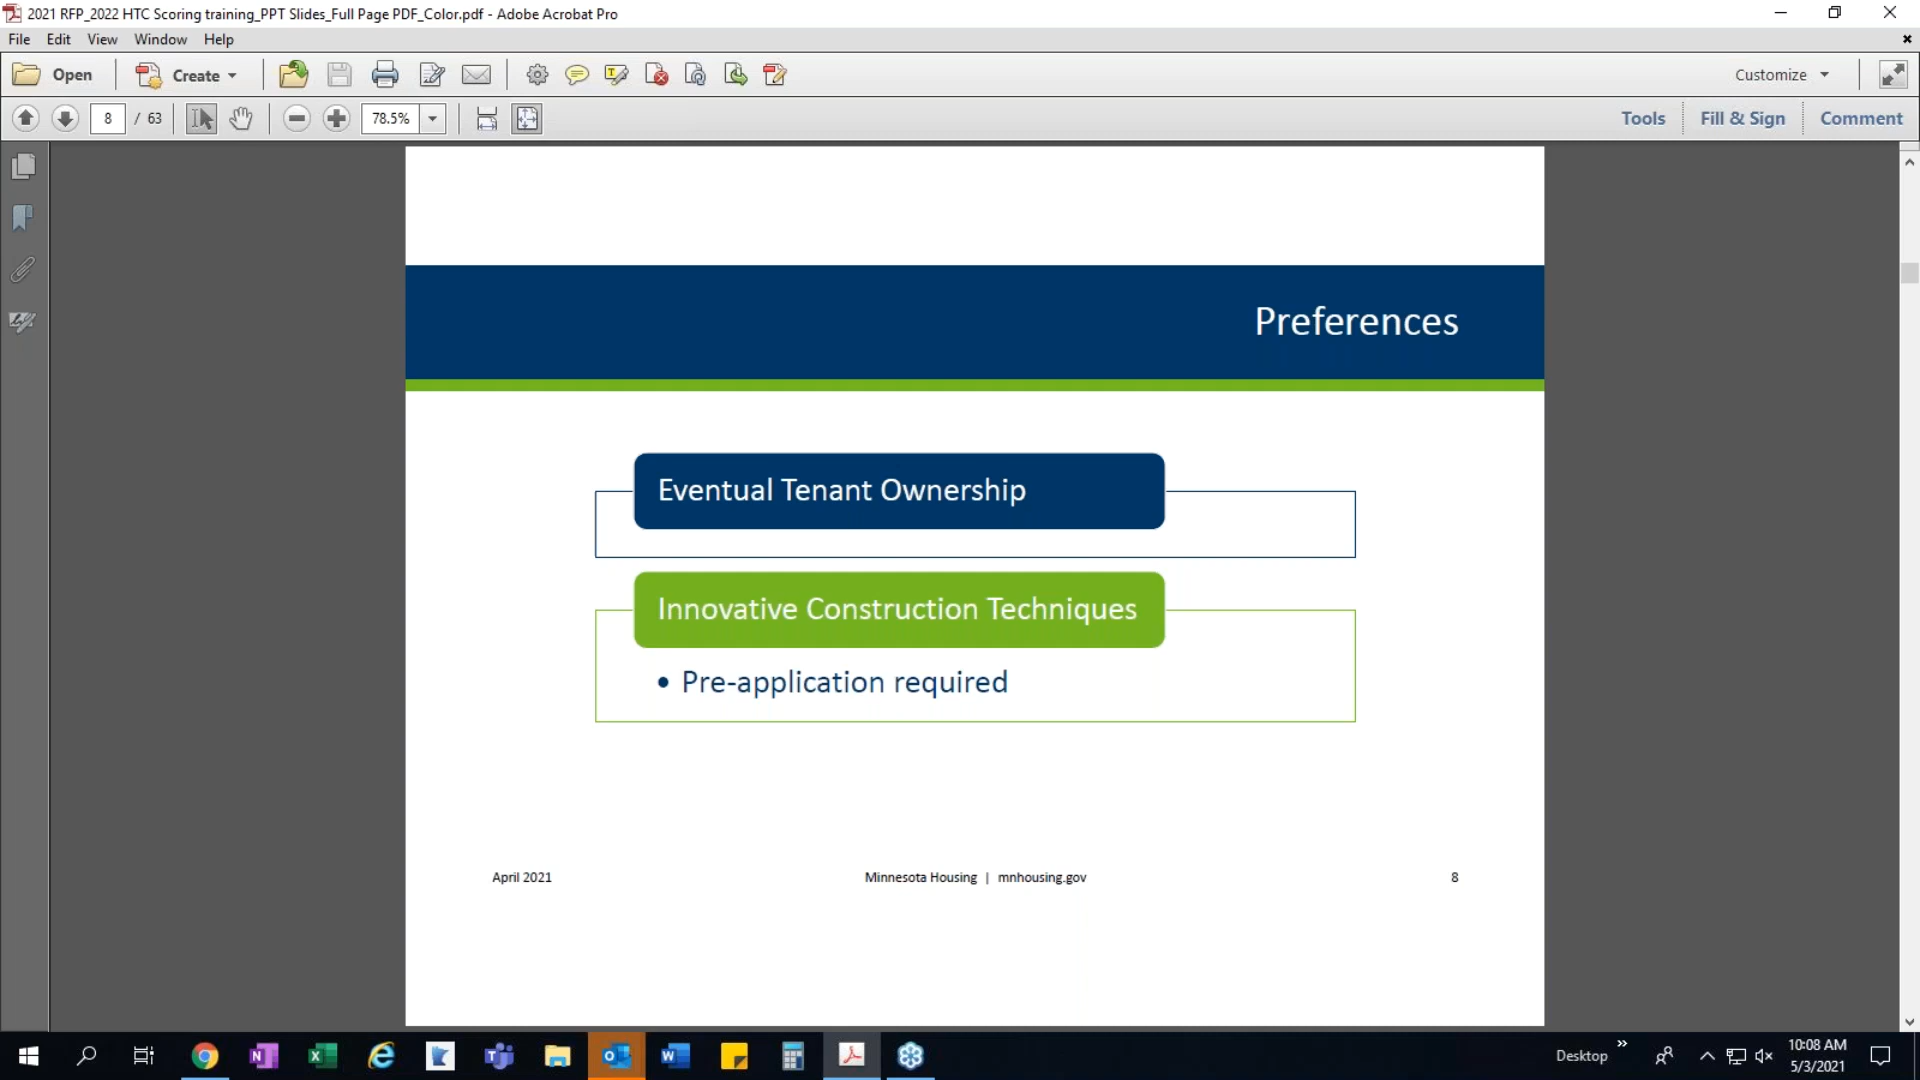 2021 RFP_2022 HTC Scoring training_PPT Slides_Full Page PDF_Color.pdf - Adobe Acrobat Pro
File Edit View Window Help
Open Create Customize
8 / 63 78.5% Tools Fill & Sign Comment
Preferences
Eventual Tenant Ownership
Innovative Construction Techniques
• Pre-application required
April 2021 Minnesota Housing | mnhousing.gov 8
Desktop
10:08 AM
5/3/2021